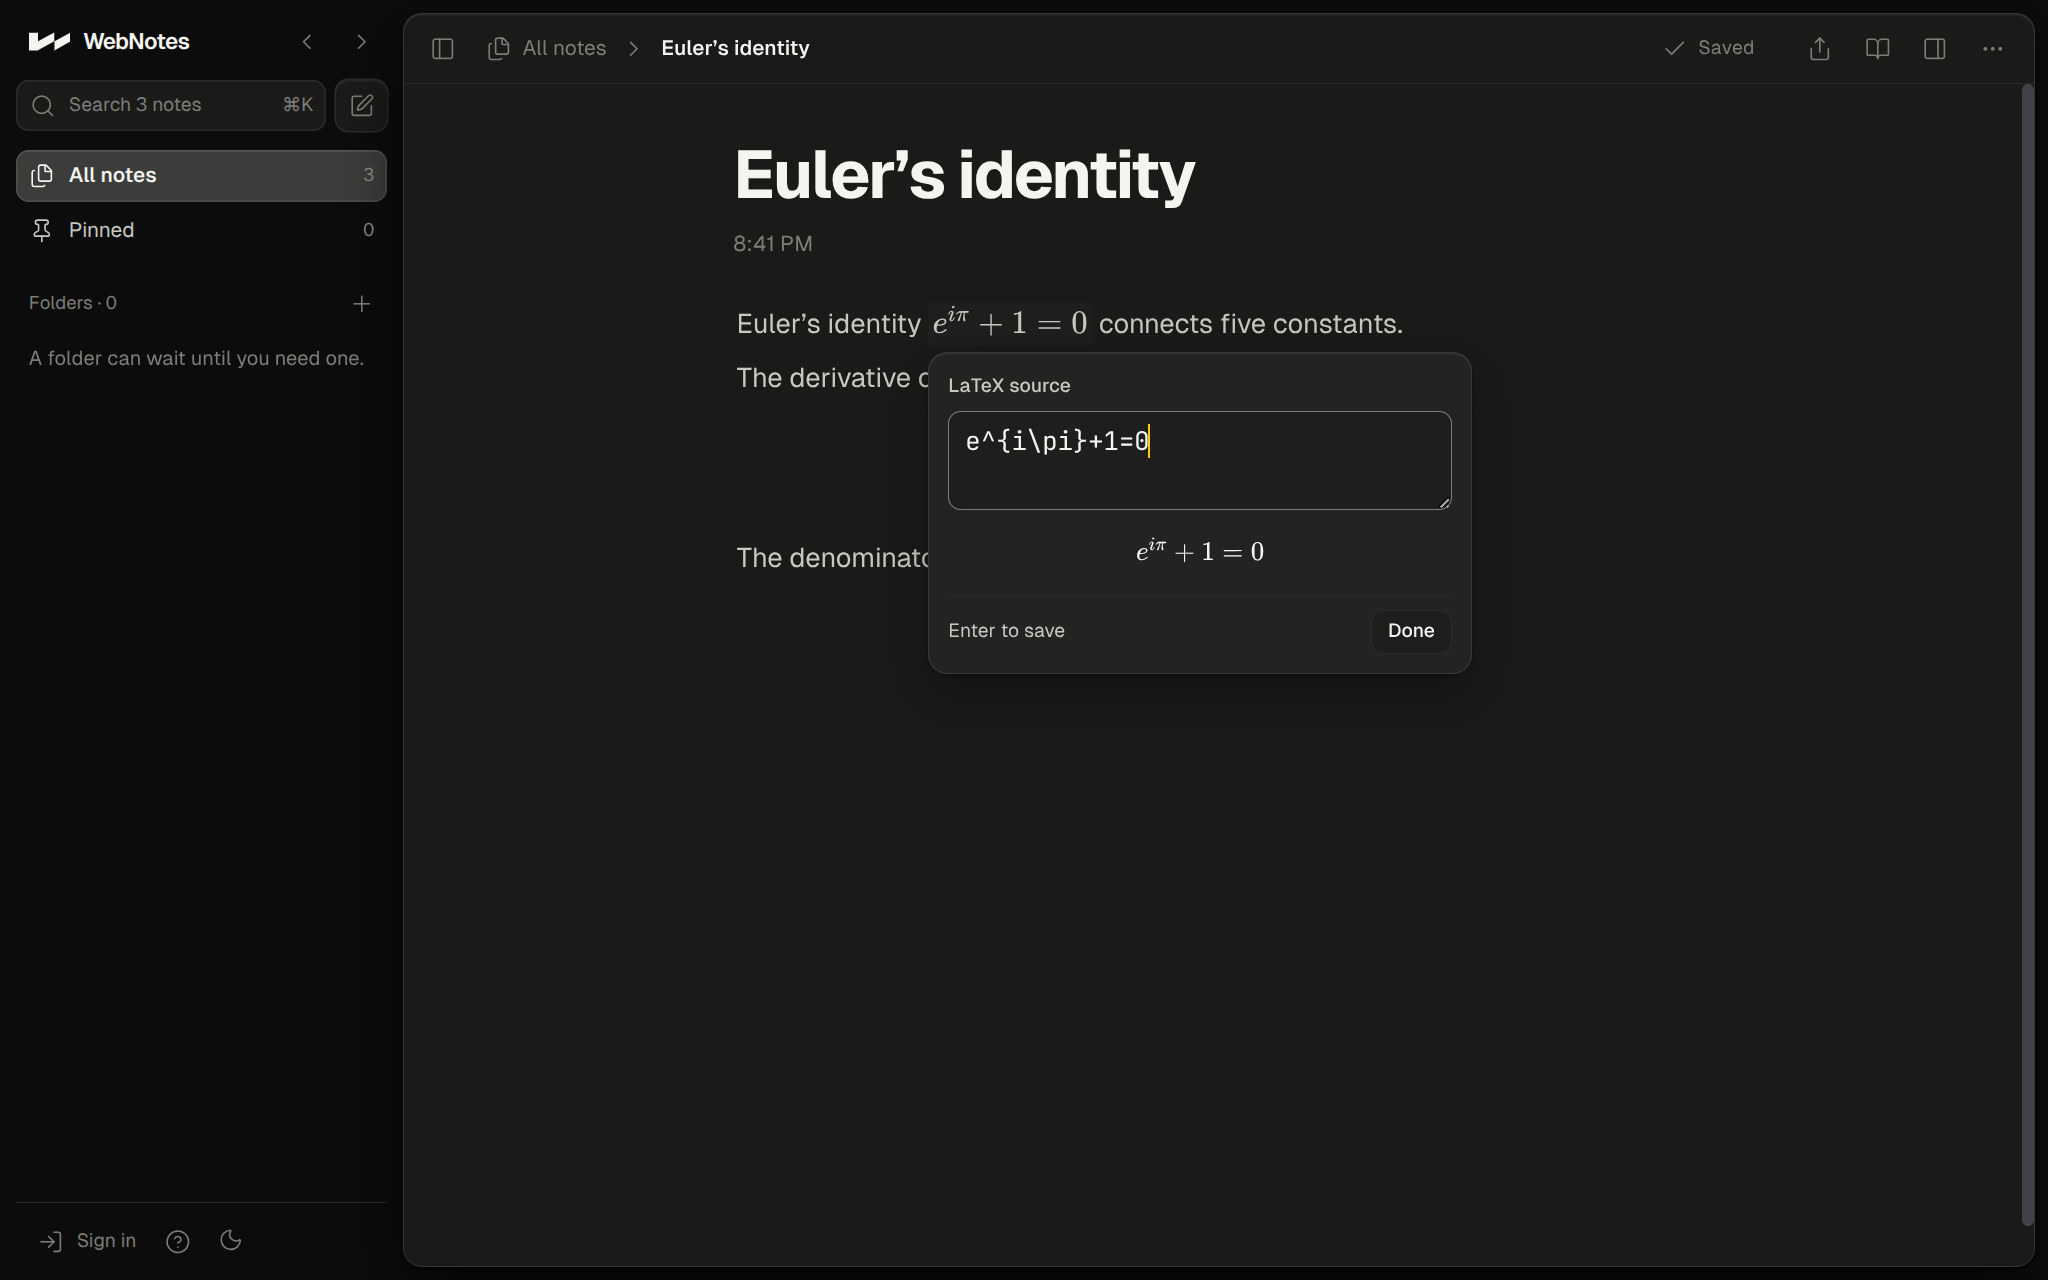 WebNotes
Search 3 notes ⌘K
All notes 3
Pinned 0
Folders · 0
A folder can wait until you need one.
Sign in
All notes > Euler’s identity
Saved
Euler’s identity
8:41 PM
Euler’s identity e^{iπ} + 1 = 0 connects five constants.
The derivative
LaTeX source
e^{i\pi}+1=0
e^{iπ} + 1 = 0
The
Enter to save
Done